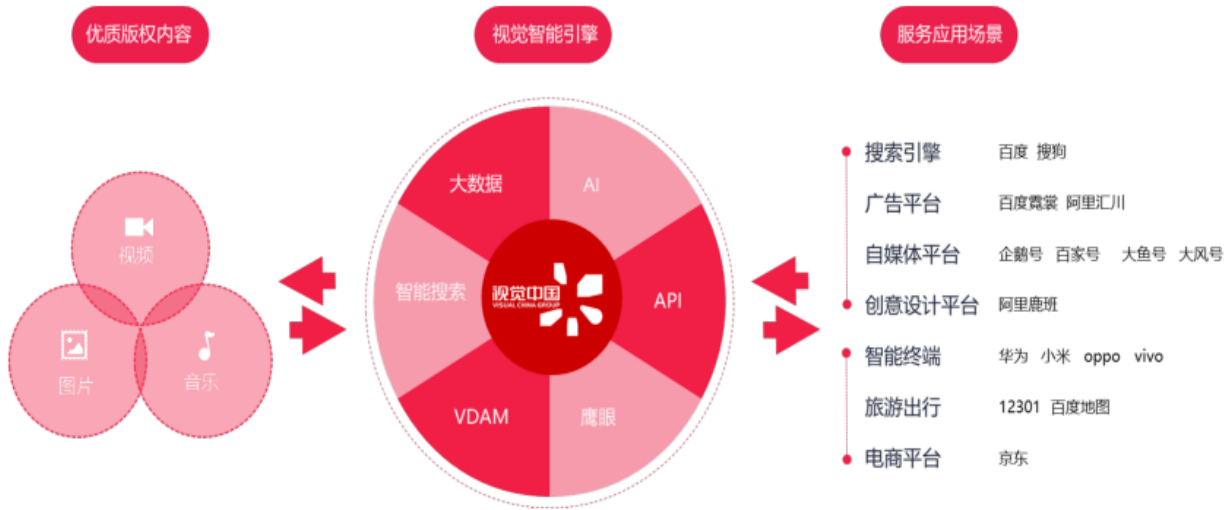 优质版权内容
视觉智能引擎
服务应用场景
视频
图片
音乐
大数据
AI
智能搜索
API
VDAM
鹰眼
视觉中国
VISUAL CHINA GROUP
搜索引擎 百度 搜狗
广告平台 百度霓裳 阿里汇川
自媒体平台 企鹅号 百家号 大鱼号 大风号
创意设计平台 阿里鹿班
智能终端 华为 小米 oppo vivo
旅游出行 12301 百度地图
电商平台 京东